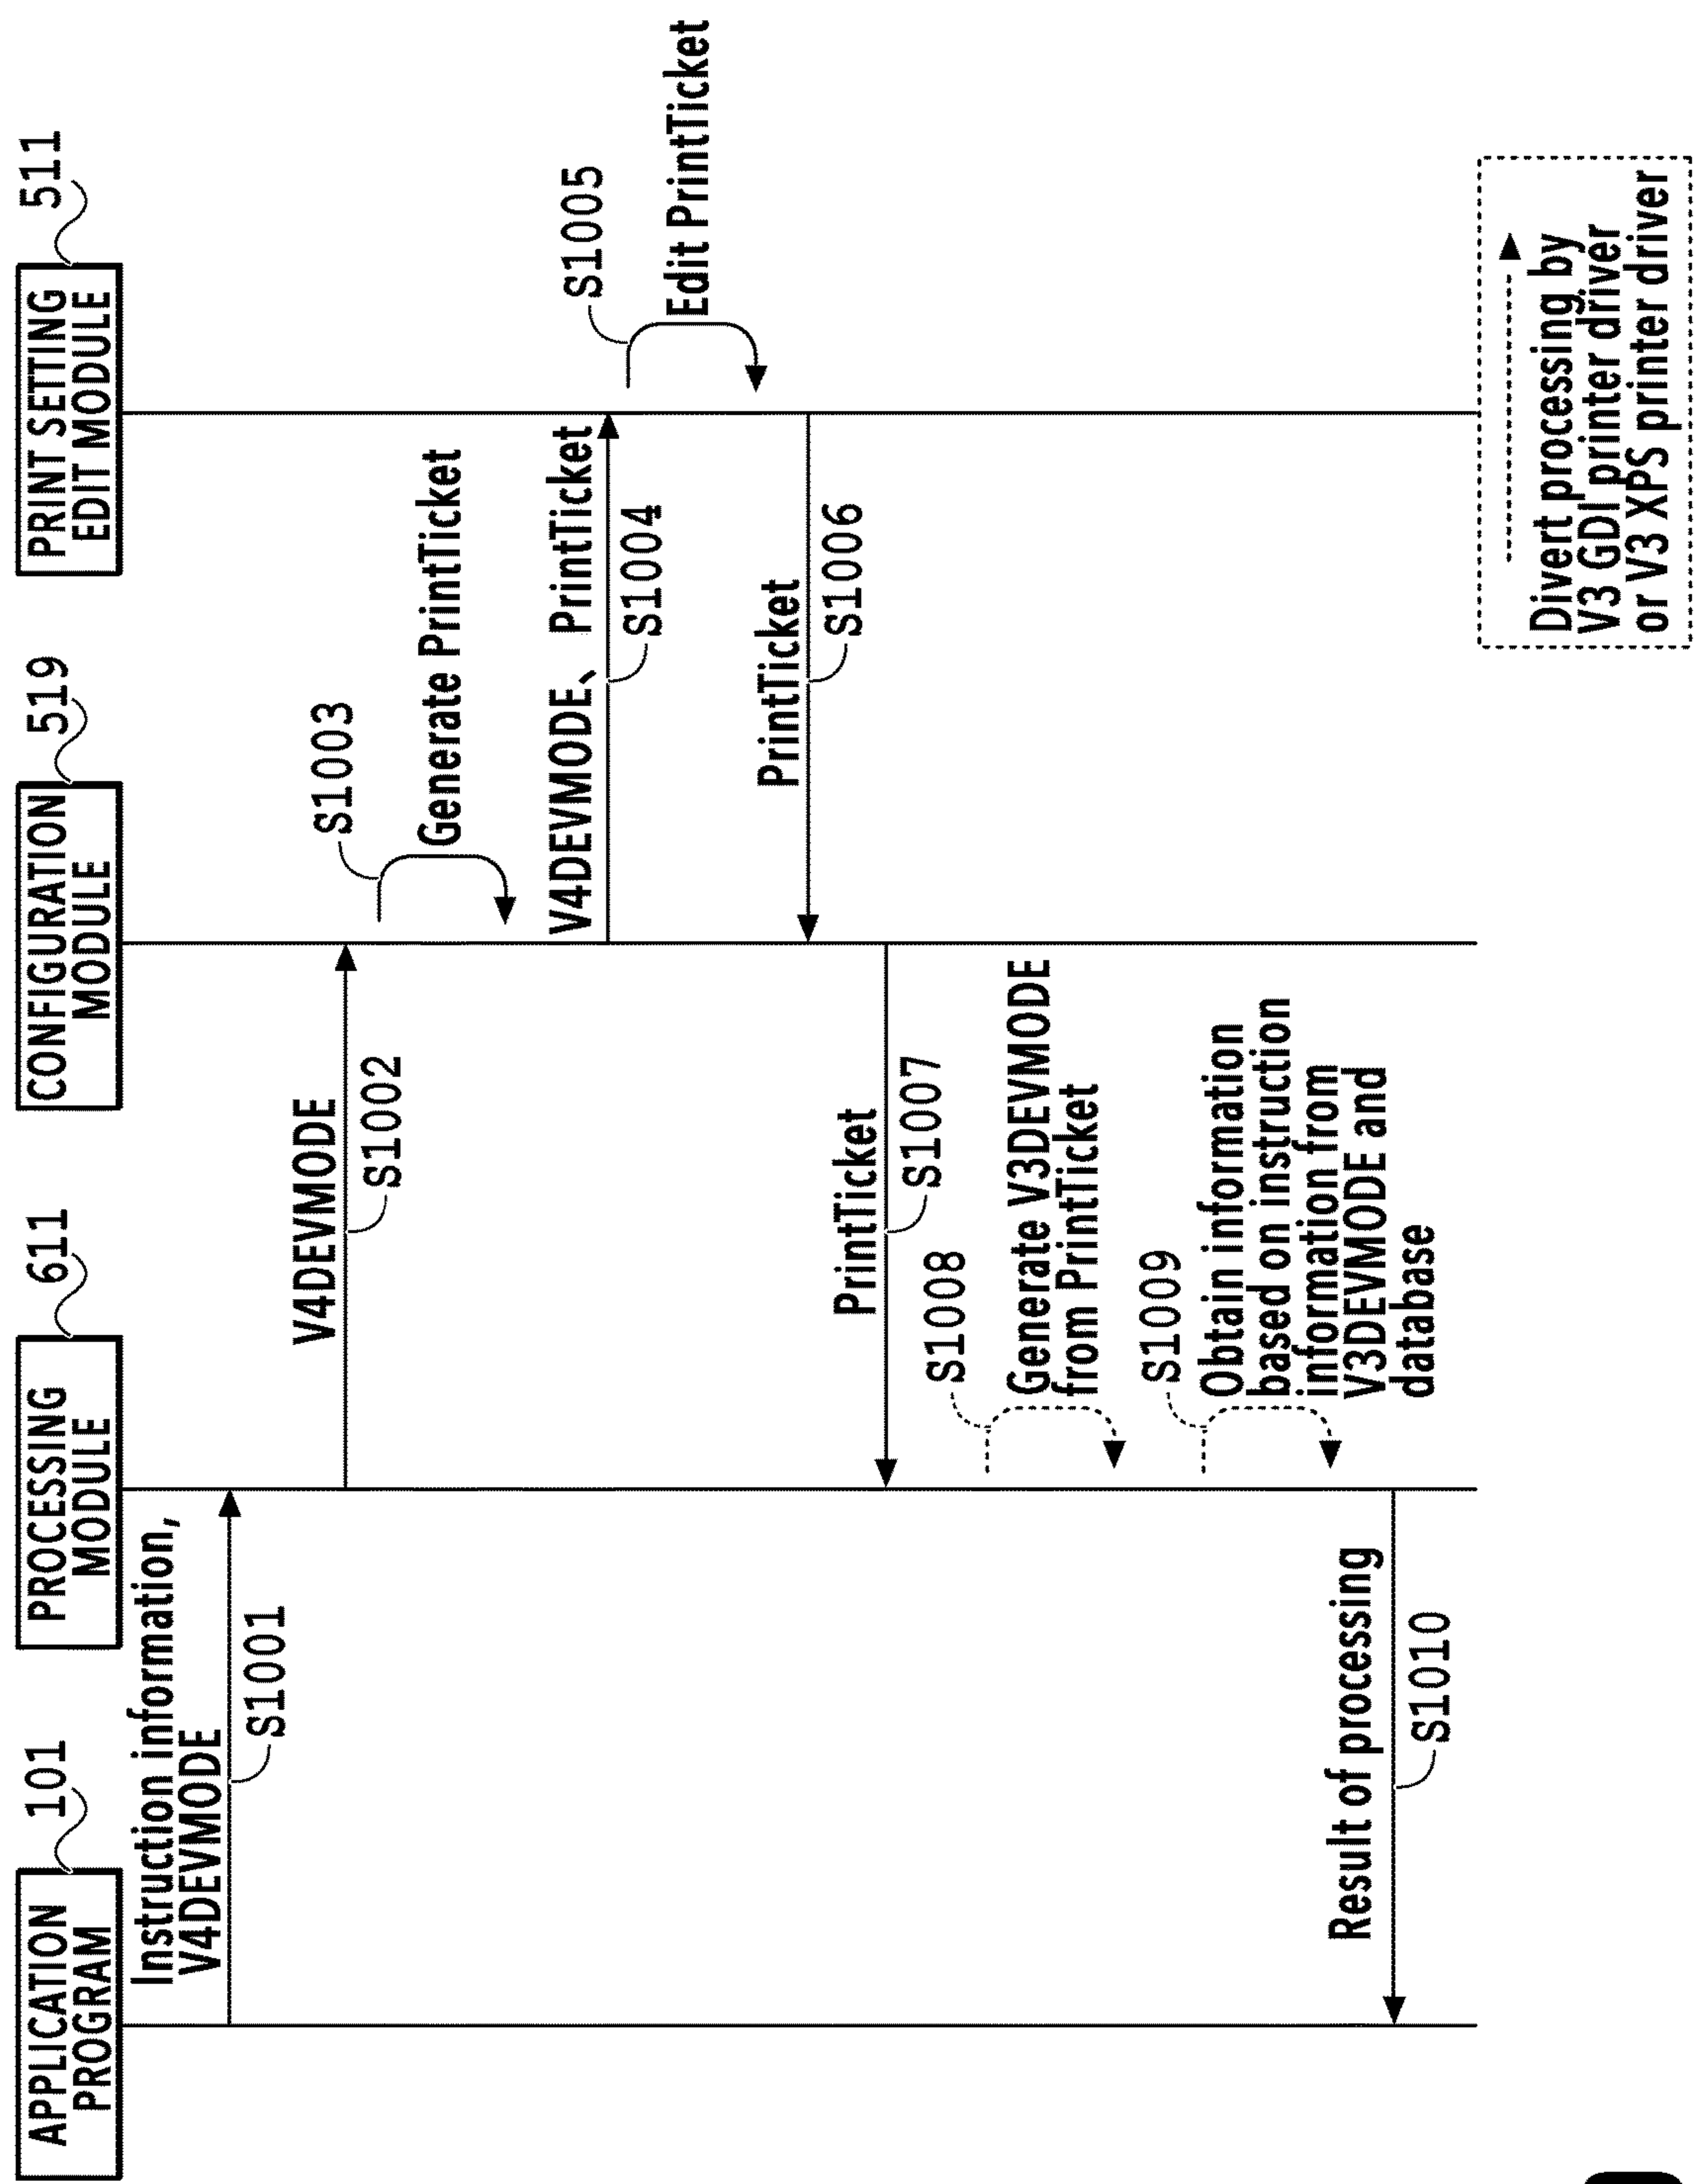 APPLICATION
PROGRAM
101
PROCESSING
MODULE
611
CONFIGURATION
MODULE
519
PRINT SETTING
EDIT MODULE
511
Instruction information,
V4DEVMODE
S1001
V4DEVMODE
S1002
S1003
Generate PrintTicket
V4DEVMODE、PrintTicket
S1004
S1005
Edit PrintTicket
PrintTicket
S1006
PrintTicket
S1007
S1008
Generate V3DEVMODE
from PrintTicket
S1009
Obtain information
based on instruction
information from
V3DEVMODE and
database
Result of processing
S1010
Divert processing by
V3 GDI printer driver
or V3 XPS printer driver